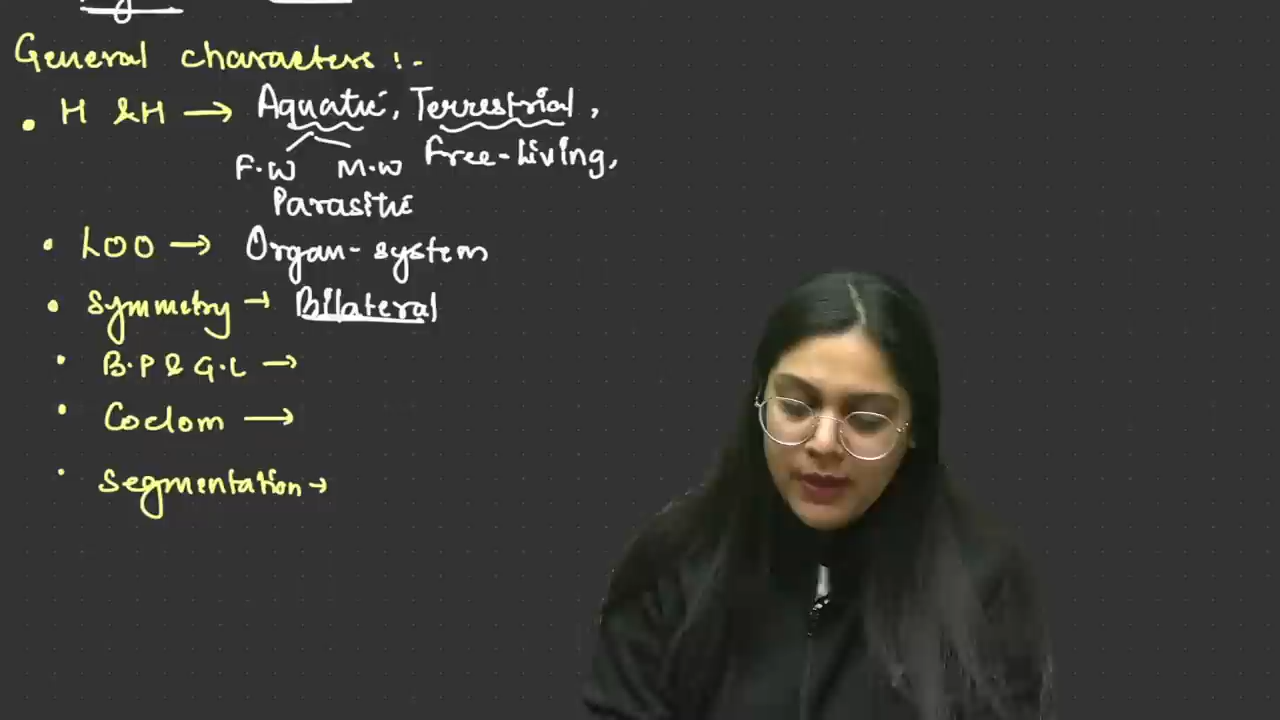 General characters :-
• H & H → Aquatic, Terrestrial,
F.W M.W Free-Living,
Parasitic
• LOO → Organ-system
• Symmetry → Bilateral
• B.P & G.L →
• Coelom →
• Segmentation →